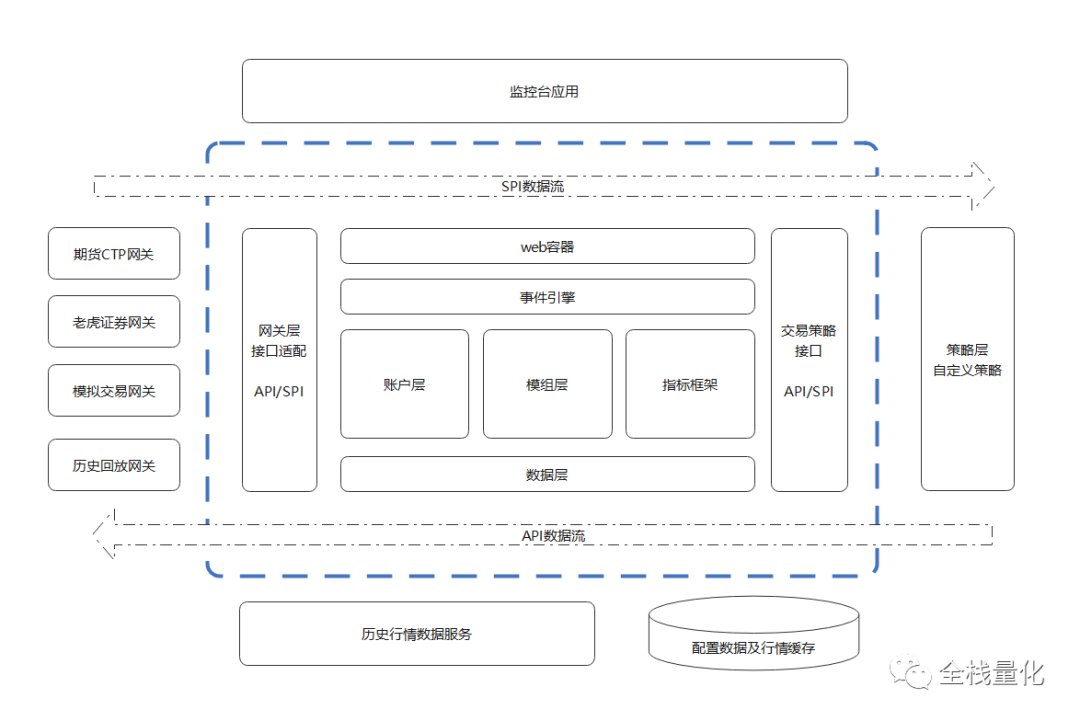 监控台应用
SPI数据流
期货CTP网关
老虎证券网关
模拟交易网关
历史回放网关
网关层
接口适配
API/SPI
web容器
事件引擎
账户层
模组层
指标框架
数据层
交易策略
接口
API/SPI
策略层
自定义策略
API数据流
历史行情数据服务
配置数据及行情缓存
全栈量化